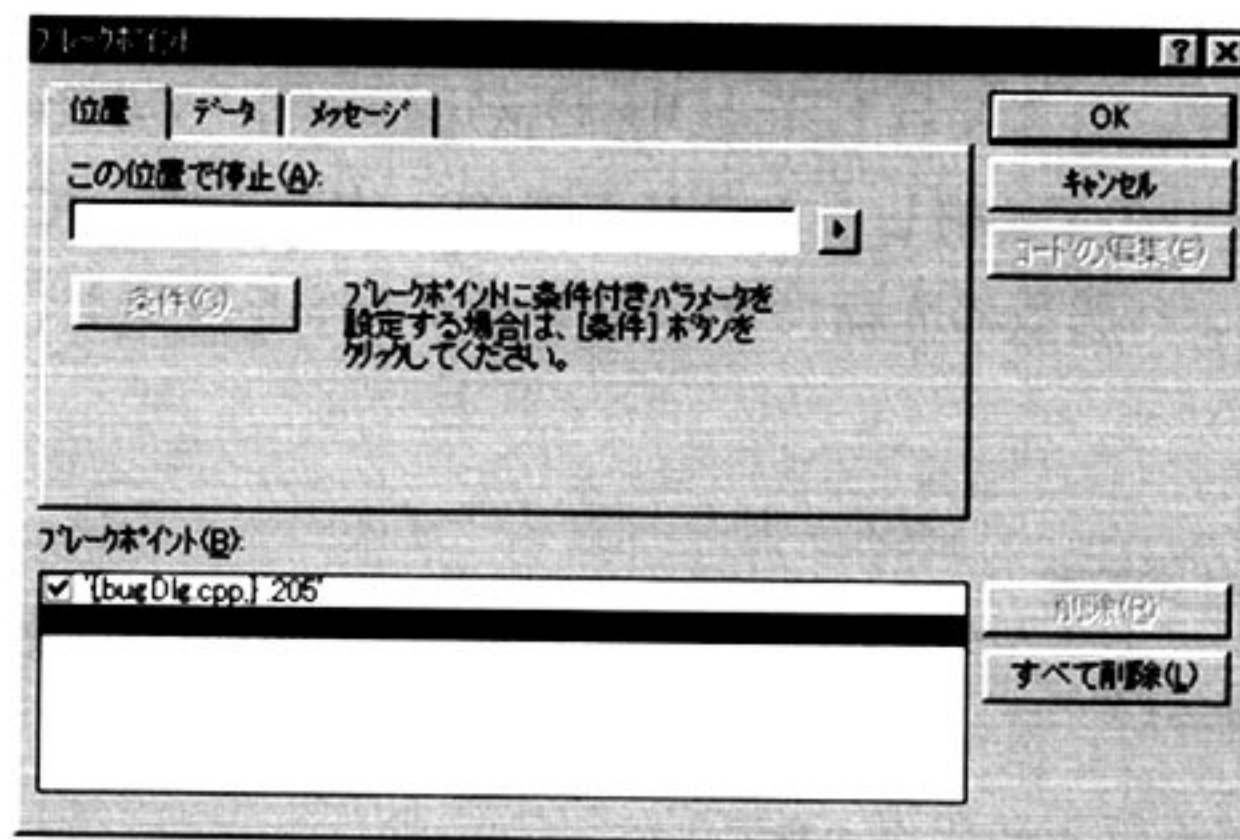 ブレークポイント
位置 データ メッセージ
この位置で停止(A):
条件(C)
ブレークポイントに条件付きパラメータを
設定する場合は、[条件] ボタンを
クリックしてください。
OK
キャンセル
コードの編集(E)
ブレークポイント(B):
'{bugDlg.cpp,} .205'
削除(R)
すべて削除(L)